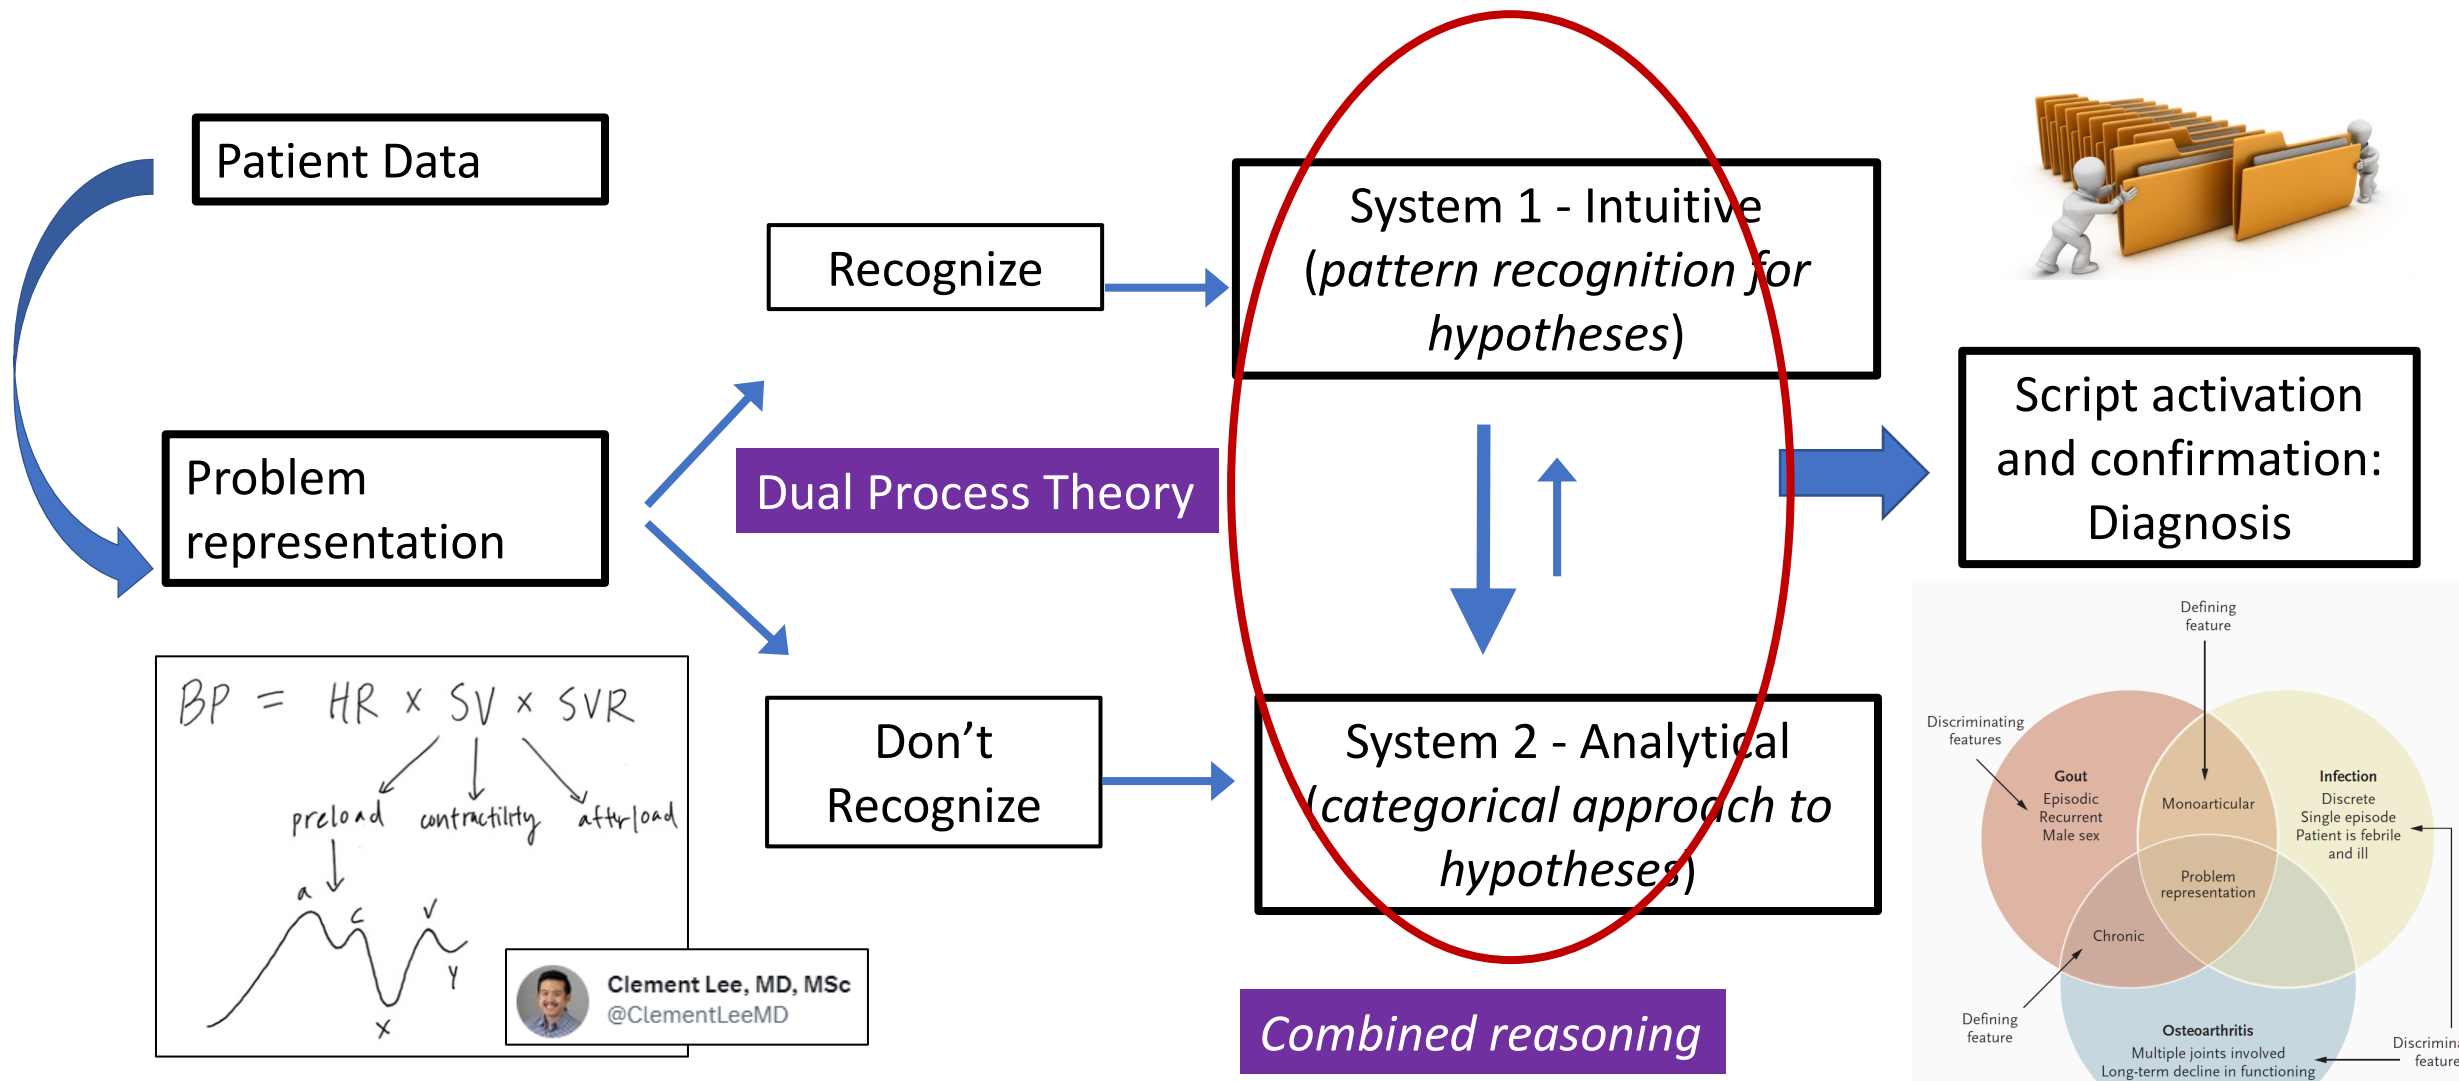 Patient Data
Problem
representation
Recognize
Dual Process Theory
Don’t
Recognize
System 1 - Intuitive
(pattern recognition for
hypotheses)
System 2 - Analytical
(categorical approach to
hypotheses)
Combined reasoning
Script activation
and confirmation:
Diagnosis
BP = HR x SV x SVR
preload contractility afterload
a
c
v
x
y
Clement Lee, MD, MSc
@ClementLeeMD
Defining
feature
Discriminating
features
Gout
Episodic
Recurrent
Male sex
Monoarticular
Infection
Discrete
Single episode
Patient is febrile
and ill
Problem
representation
Chronic
Defining
feature
Osteoarthritis
Multiple joints involved
Long-term decline in functioning
Discrimina
feature